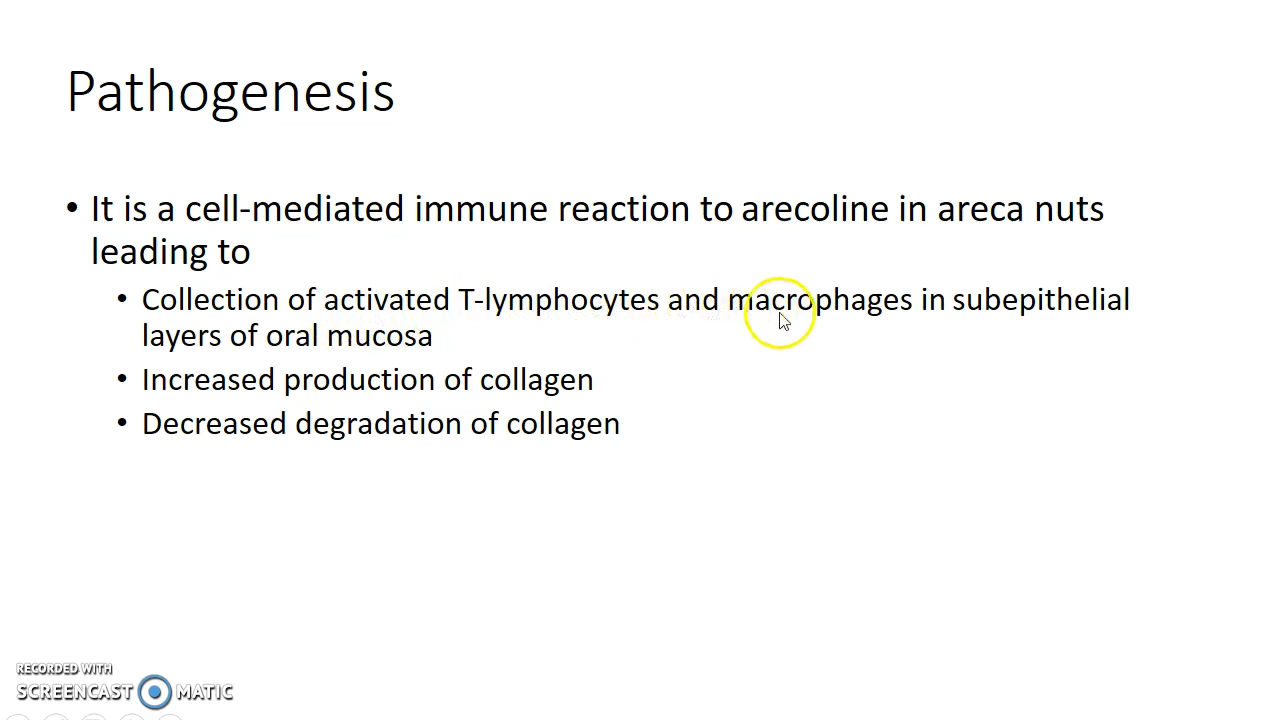 Pathogenesis
• It is a cell-mediated immune reaction to arecoline in areca nuts
leading to
• Collection of activated T-lymphocytes and macrophages in subepithelial
layers of oral mucosa
• Increased production of collagen
• Decreased degradation of collagen
RECORDED WITH
SCREENCAST MATIC